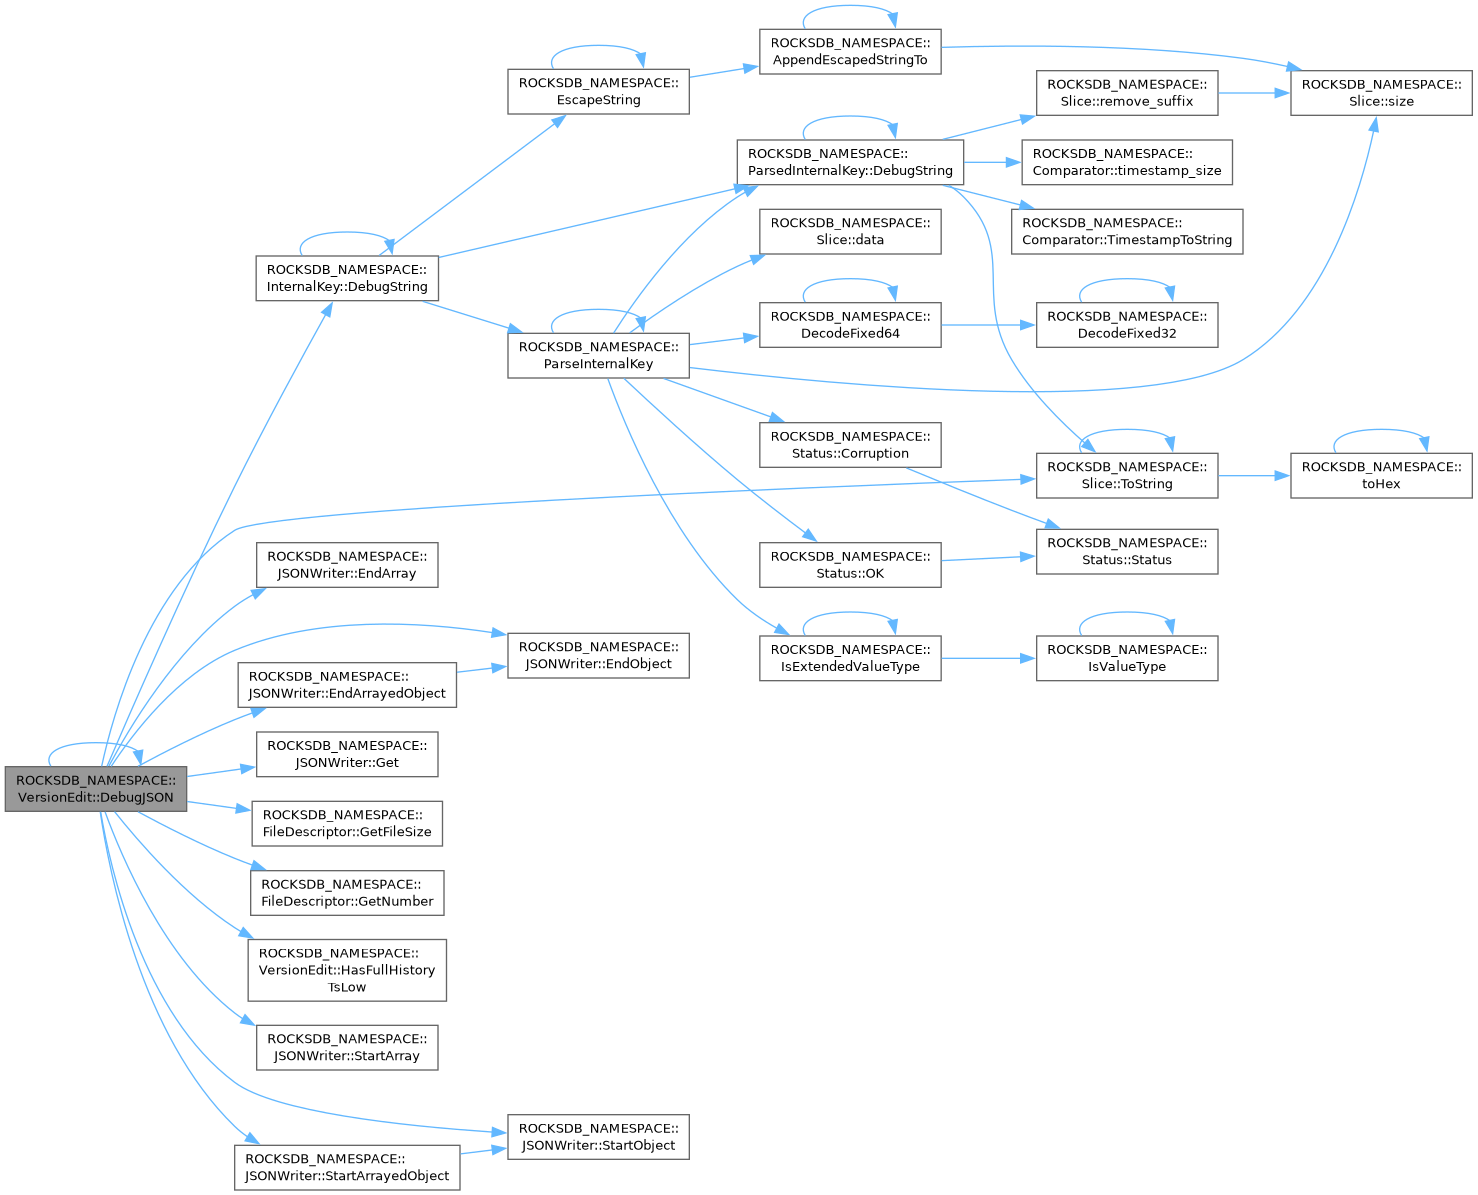 ROCKSDB_NAMESPACE::
VersionEdit::DebugJSON
ROCKSDB_NAMESPACE::
InternalKey::DebugString
ROCKSDB_NAMESPACE::
EscapeString
ROCKSDB_NAMESPACE::
AppendEscapedStringTo
ROCKSDB_NAMESPACE::
Slice::size
ROCKSDB_NAMESPACE::
ParsedInternalKey::DebugString
ROCKSDB_NAMESPACE::
Slice::remove_suffix
ROCKSDB_NAMESPACE::
Comparator::timestamp_size
ROCKSDB_NAMESPACE::
Comparator::TimestampToString
ROCKSDB_NAMESPACE::
Slice::data
ROCKSDB_NAMESPACE::
ParseInternalKey
ROCKSDB_NAMESPACE::
DecodeFixed64
ROCKSDB_NAMESPACE::
DecodeFixed32
ROCKSDB_NAMESPACE::
Status::Corruption
ROCKSDB_NAMESPACE::
Slice::ToString
ROCKSDB_NAMESPACE::
toHex
ROCKSDB_NAMESPACE::
Status::OK
ROCKSDB_NAMESPACE::
Status::Status
ROCKSDB_NAMESPACE::
IsExtendedValueType
ROCKSDB_NAMESPACE::
IsValueType
ROCKSDB_NAMESPACE::
JSONWriter::EndArray
ROCKSDB_NAMESPACE::
JSONWriter::EndObject
ROCKSDB_NAMESPACE::
JSONWriter::EndArrayedObject
ROCKSDB_NAMESPACE::
JSONWriter::Get
ROCKSDB_NAMESPACE::
FileDescriptor::GetFileSize
ROCKSDB_NAMESPACE::
FileDescriptor::GetNumber
ROCKSDB_NAMESPACE::
VersionEdit::HasFullHistory
TsLow
ROCKSDB_NAMESPACE::
JSONWriter::StartArray
ROCKSDB_NAMESPACE::
JSONWriter::StartObject
ROCKSDB_NAMESPACE::
JSONWriter::StartArrayedObject